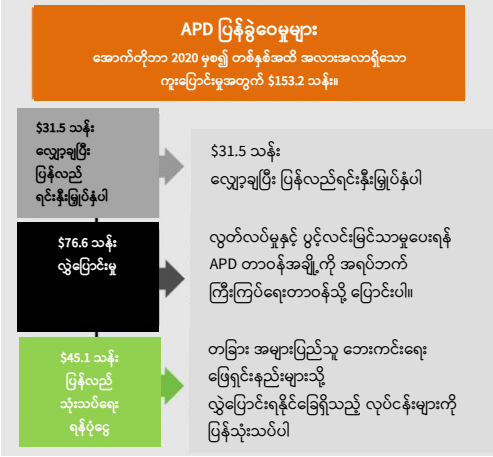 APD ပြန်ခွဲဝေမှုများ
အောက်တိုဘာ 2020 မှစ၍ တစ်နှစ်အထိ အလားအလာရှိသော
ကူးပြောင်းမှုအတွက် $153.2 သန်း။
$31.5 သန်း
လျှော့ချပြီး
ပြန်လည်
ရင်းနှီးမြှုပ်နှံပါ
$31.5 သန်း
လျှော့ချပြီး ပြန်လည်ရင်းနှီးမြှုပ်နှံပါ
$76.6 သန်း
လွှဲပြောင်းမှု
လွတ်လပ်မှုနှင့် ပွင့်လင်းမြင်သာမှုပေးရန်
APD တာဝန်အချို့ကို အရပ်ဘက်
ကြီးကြပ်ရေးတာဝန်သို့ ပြောင်းပါ။
$45.1 သန်း
ပြန်လည်
သုံးသပ်ရေး
ရန်ပုံငွေ
တခြား အများပြည်သူ ဘေးကင်းရေး
ဖြေရှင်းနည်းများသို့
လွှဲပြောင်းရနိုင်ခြေရှိသည့် လုပ်ငန်းများကို
ပြန်သုံးသပ်ပါ